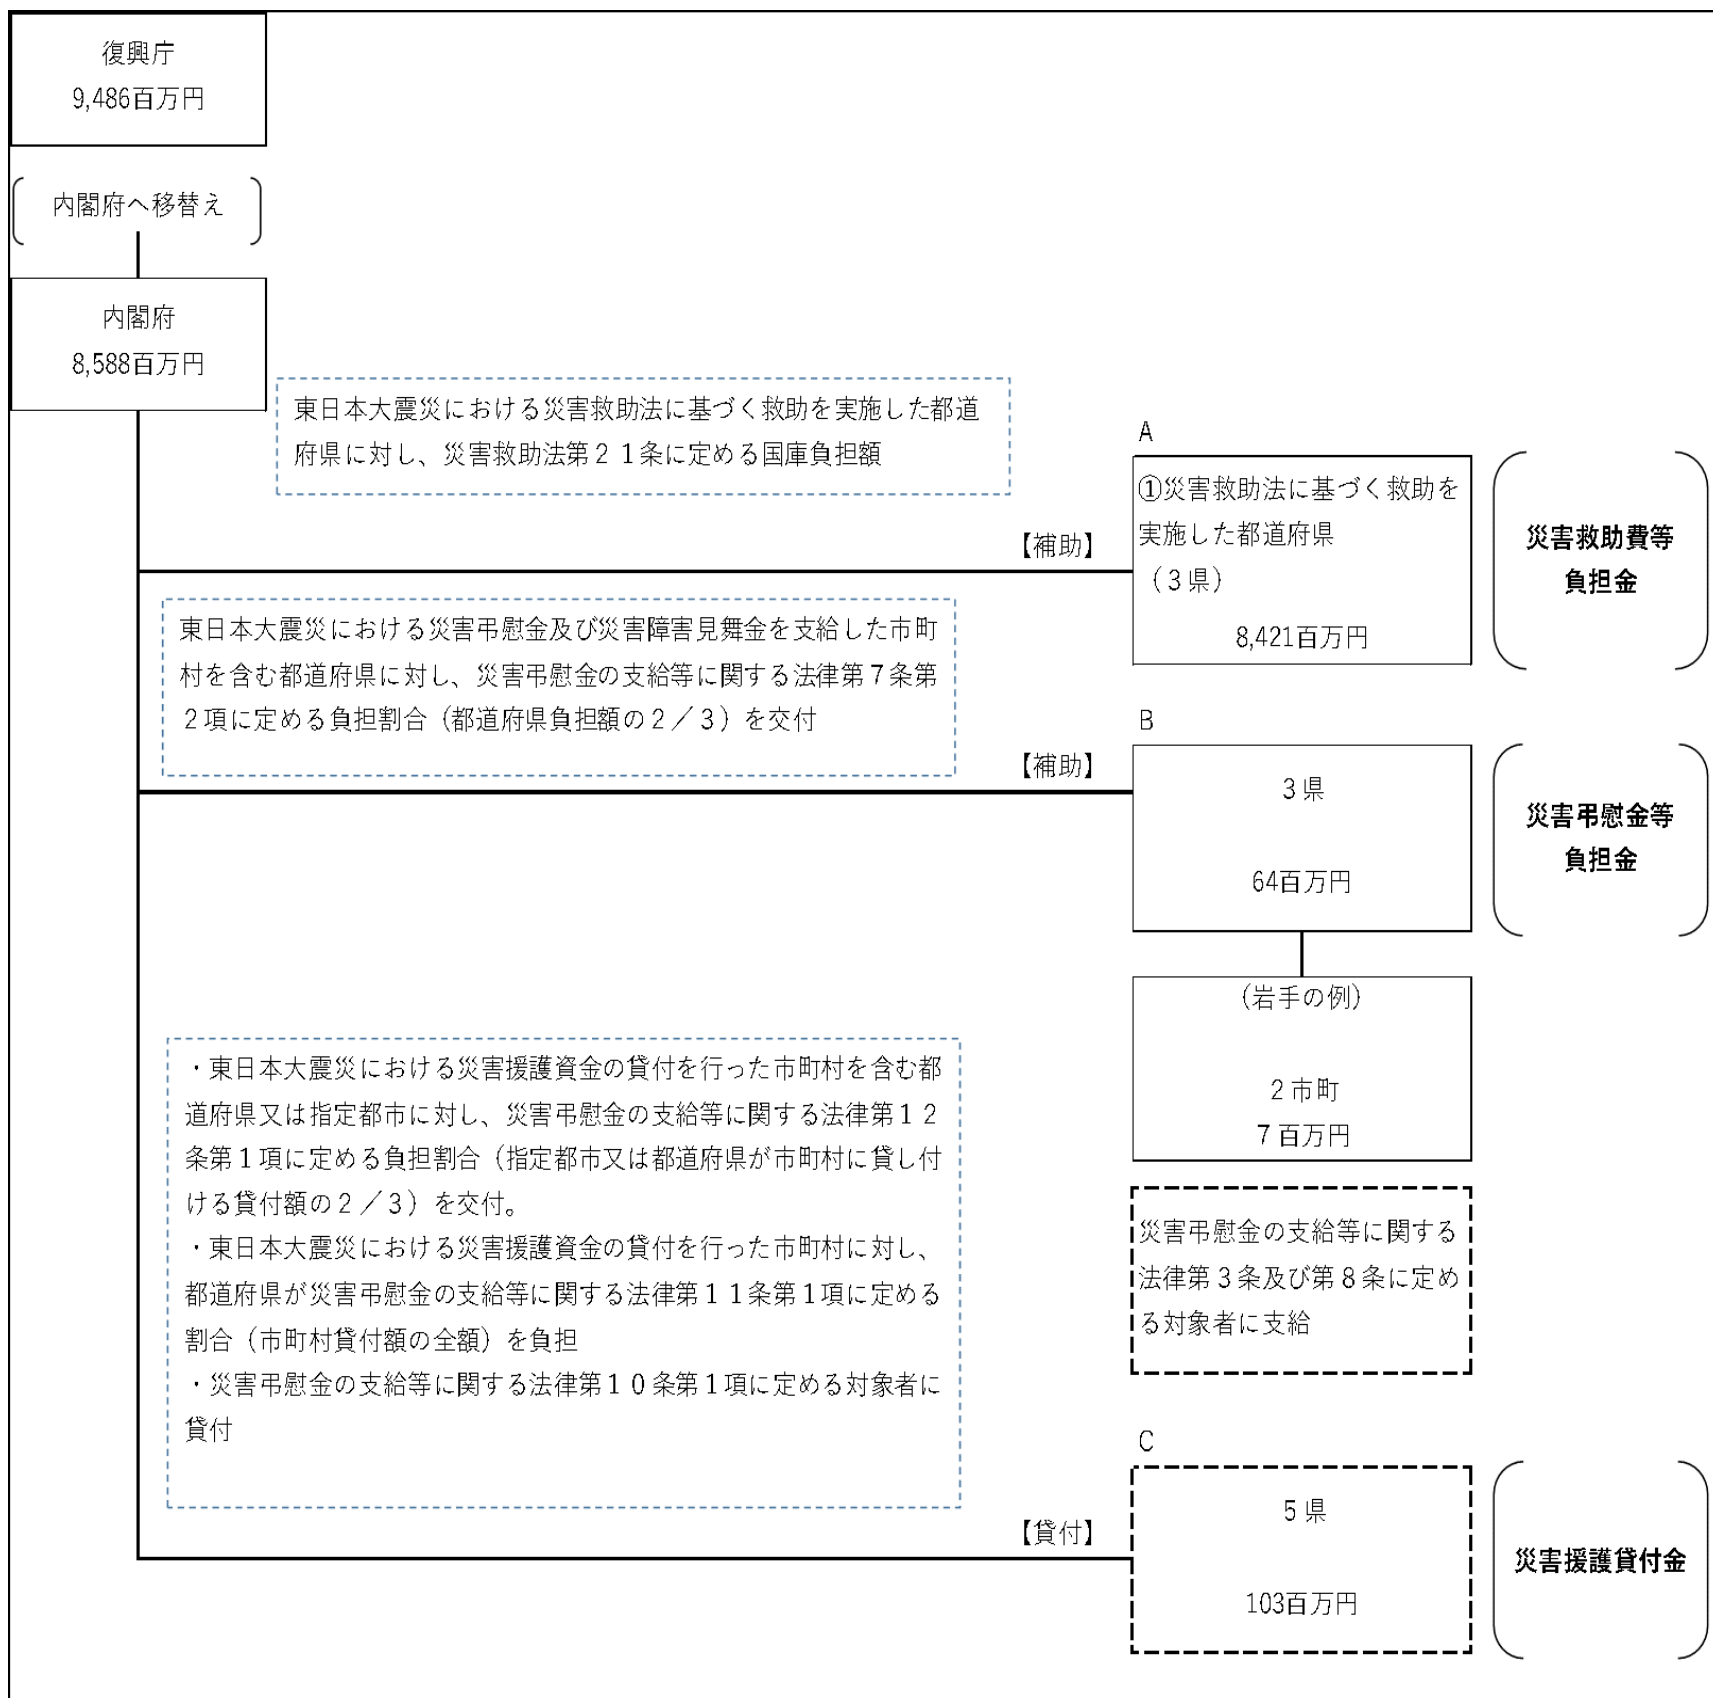 復興庁
9,486百万円
内閣府へ移替え
内閣府
8,588百万円
東日本大震災における災害救助法に基づく救助を実施した都道
府県に対し、災害救助法第２１条に定める国庫負担額
【補助】
A
①災害救助法に基づく救助を
実施した都道府県
（３県）
8,421百万円
災害救助費等
負担金
東日本大震災における災害弔慰金及び災害障害見舞金を支給した市町
村を含む都道府県に対し、災害弔慰金の支給等に関する法律第７条第
２項に定める負担割合（都道府県負担額の２／３）を交付
【補助】
B
３県
64百万円
災害弔慰金等
負担金
(岩手の例)
２市町
７百万円
災害弔慰金の支給等に関する
法律第３条及び第８条に定め
る対象者に支給
・東日本大震災における災害援護資金の貸付を行った市町村を含む都
道府県又は指定都市に対し、災害弔慰金の支給等に関する法律第１２
条第１項に定める負担割合（指定都市又は都道府県が市町村に貸し付
ける貸付額の２／３）を交付。
・東日本大震災における災害援護資金の貸付を行った市町村に対し、
都道府県が災害弔慰金の支給等に関する法律第１１条第１項に定める
割合（市町村貸付額の全額）を負担
・災害弔慰金の支給等に関する法律第１０条第１項に定める対象者に
貸付
【貸付】
C
５県
103百万円
災害援護貸付金